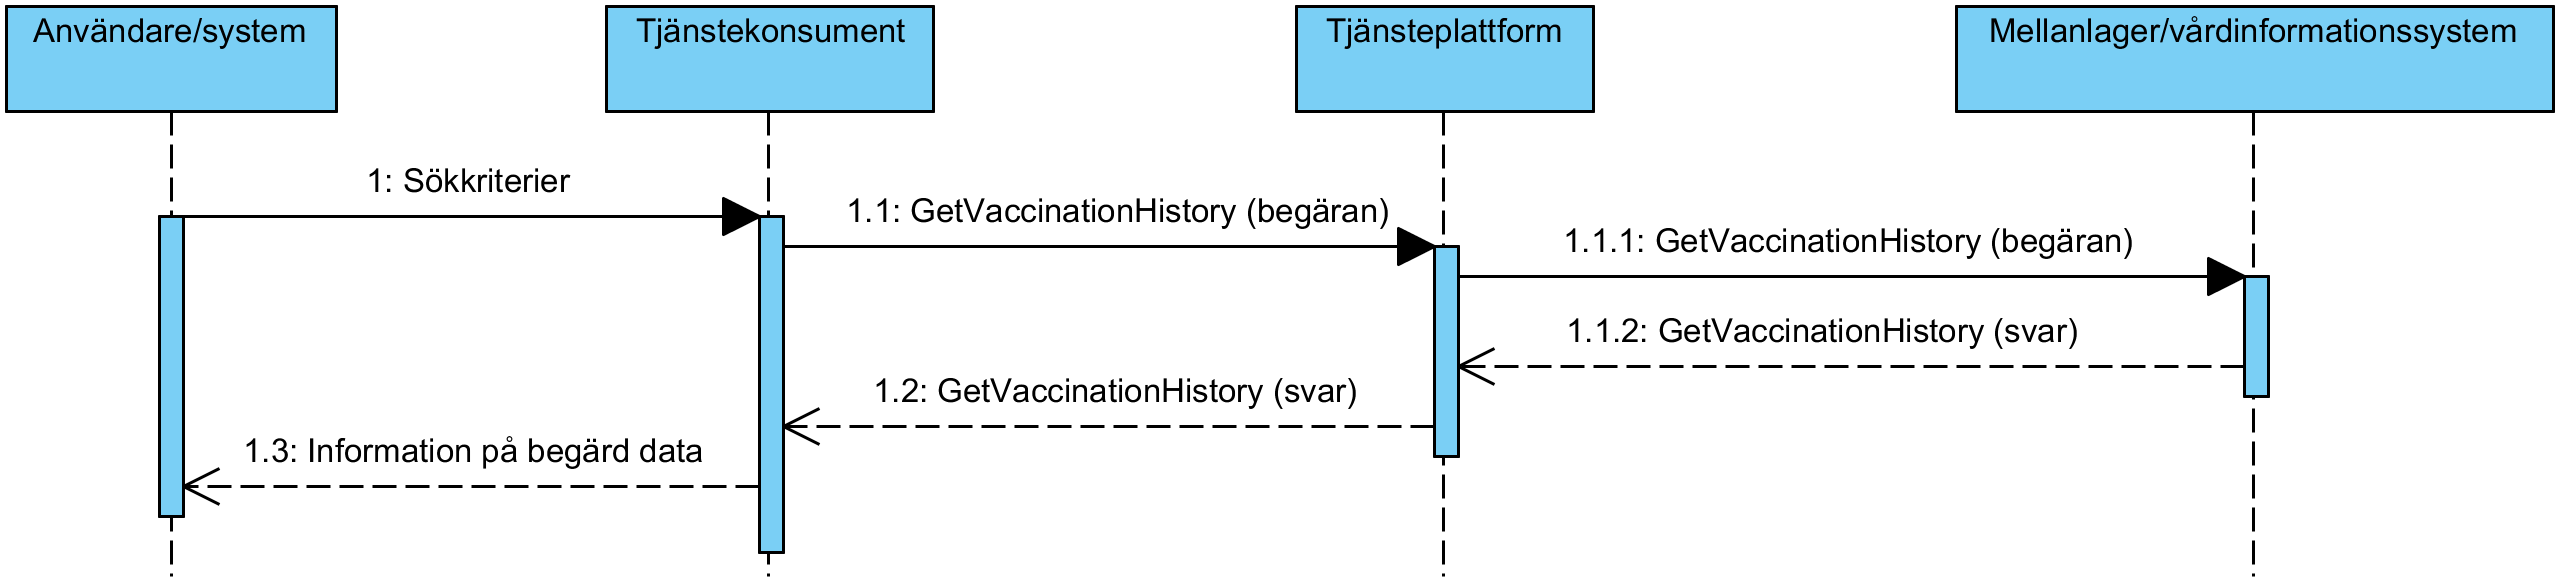 Användare/system
Tjänstekonsument
Tjänsteplattform
Mellanlager/vårdinformationssystem
1: Sökkriterier
1.1: GetVaccinationHistory (begäran)
1.1.1: GetVaccinationHistory (begäran)
1.1.2: GetVaccinationHistory (svar)
1.2: GetVaccinationHistory (svar)
1.3: Information på begärd data